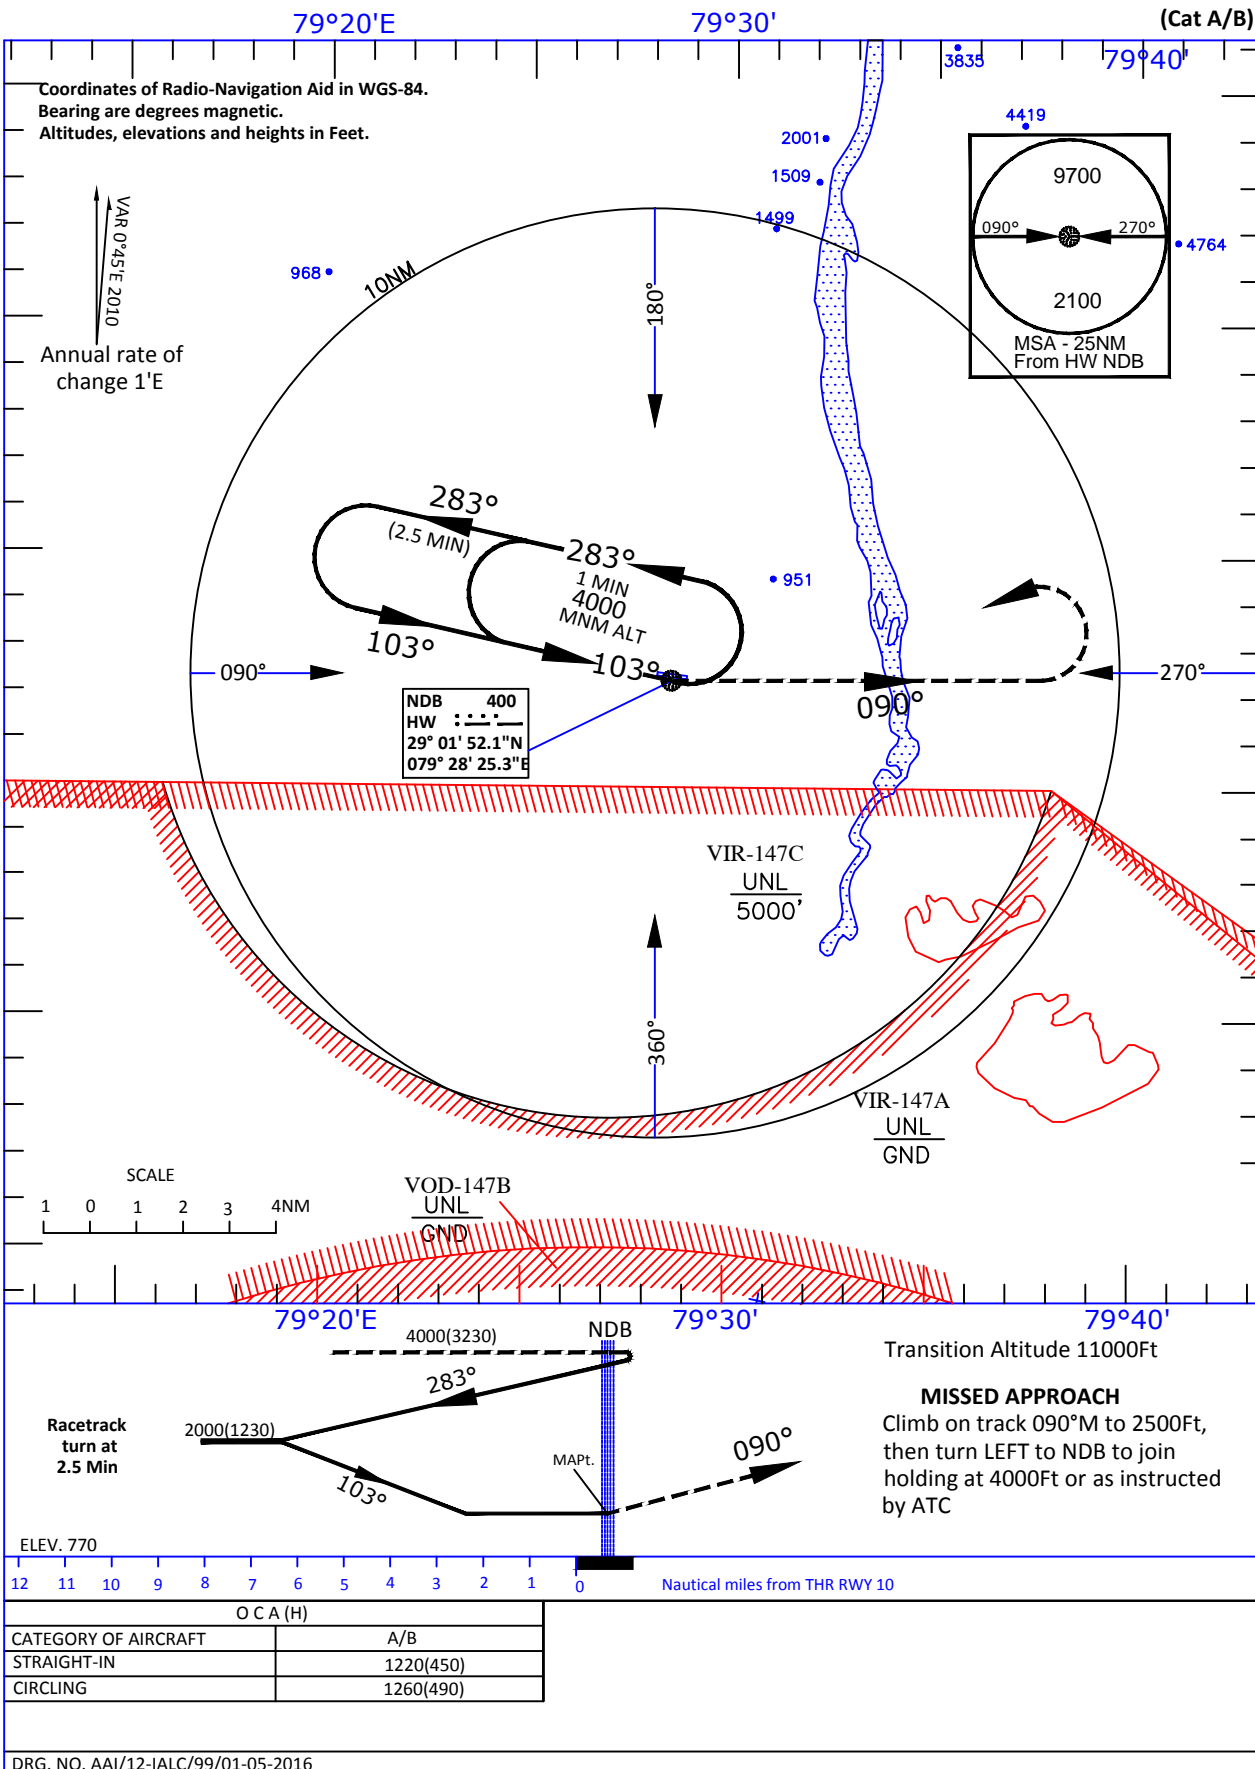 (Cat A/B)
79°20'E
79°30'
79°40'
Coordinates of Radio-Navigation Aid in WGS-84.
Bearing are degrees magnetic.
Altitudes, elevations and heights in Feet.
3835
4419
2001
1509
1499
968
4764
951
VAR 0°45'E 2010
Annual rate of
change 1'E
10NM
180°
9700
090°
270°
2100
MSA - 25NM
From HW NDB
283°
(2.5 MIN)
283°
1 MIN
4000
MNM ALT
103°
103°
090°
270°
090°
NDB 400
HW
29° 01' 52.1"N
079° 28' 25.3"E
VIR-147C
UNL
5000'
360°
VIR-147A
UNL
GND
SCALE
1 0 1 2 3 4NM
VOD-147B
UNL
GND
79°20'E
79°30'
79°40'
4000(3230)
NDB
Transition Altitude 11000Ft
283°
MISSED APPROACH
Climb on track 090°M to 2500Ft,
then turn LEFT to NDB to join
holding at 4000Ft or as instructed
by ATC
Racetrack
turn at
2.5 Min
2000(1230)
103°
MAPt.
090°
ELEV. 770
12 11 10 9 8 7 6 5 4 3 2 1 0 Nautical miles from THR RWY 10
O C A (H)
CATEGORY OF AIRCRAFT A/B
STRAIGHT-IN 1220(450)
CIRCLING 1260(490)
DRG. NO. AAI/12-IALC/99/01-05-2016